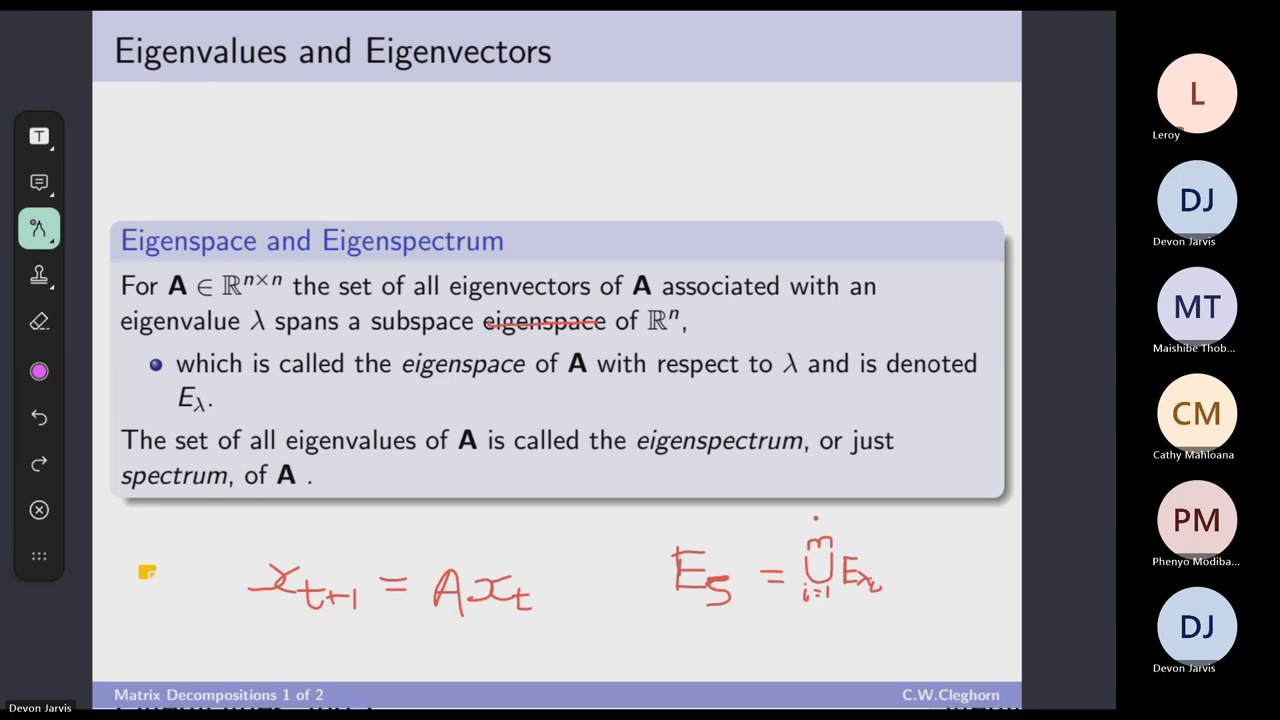 Eigenvalues and Eigenvectors
Eigenspace and Eigenspectrum
For A ∈ ℝⁿˣⁿ the set of all eigenvectors of A associated with an
eigenvalue λ spans a subspace eigenspace of ℝⁿ,
which is called the eigenspace of A with respect to λ and is denoted
E_λ.
The set of all eigenvalues of A is called the eigenspectrum, or just
spectrum, of A .
x_{t+1} = Ax_t
E_S = ⋃_{i=1}^{m} E_{λ_i}
Matrix Decompositions 1 of 2
C.W.Cleghorn
T
L
Leroy
DJ
Devon Jarvis
MT
Maishibe Thob...
CM
Cathy Mahloana
PM
Phenyo Modiba...
DJ
Devon Jarvis
Devon Jarvis